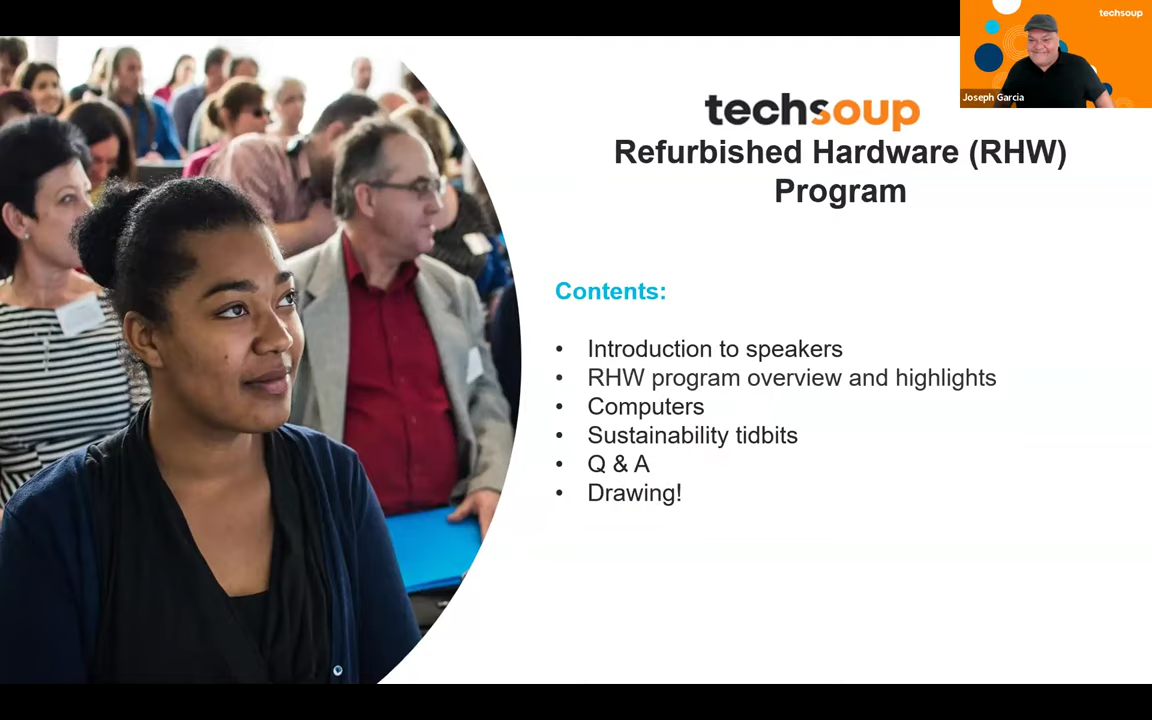 techsoup
Joseph Garcia
techsoup
Refurbished Hardware (RHW)
Program
Contents:
• Introduction to speakers
• RHW program overview and highlights
• Computers
• Sustainability tidbits
• Q & A
• Drawing!